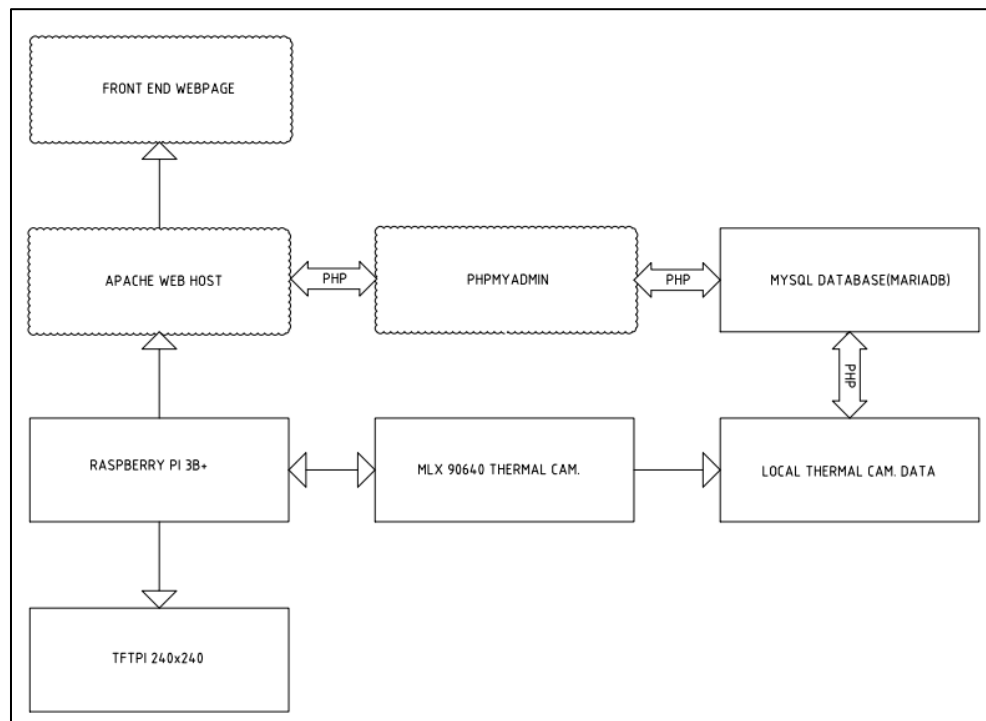 FRONT END WEBPAGE
APACHE WEB HOST
PHP
PHPMYADMIN
PHP
MYSQL DATABASE(MARIADB)
PHP
RASPBERRY PI 3B+
MLX 90640 THERMAL CAM.
LOCAL THERMAL CAM. DATA
TFTPI 240x240